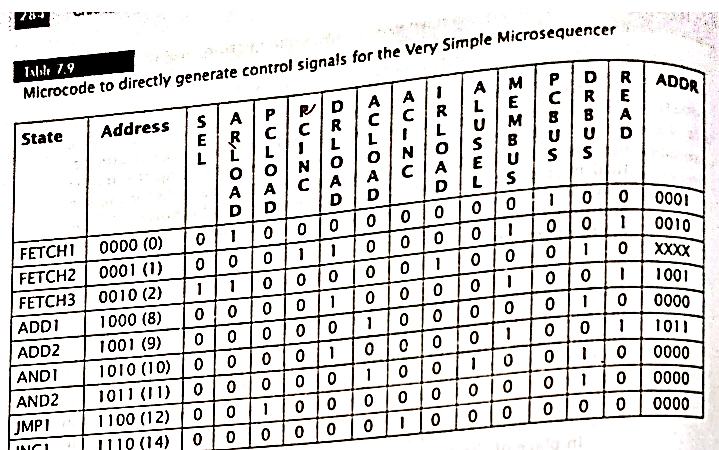 284
Table 7.9
Microcode to directly generate control signals for the Very Simple Microsequencer
State Address SEL ARLOAD PCLOAD PCINC DRLOAD ACLOAD ACINC IRLOAD ALUSEL MEMBUS PCBUS DRBUS READ ADDR
FETCH1 0000 (0) 0 1 0 0 0 0 0 0 0 0 1 0 0 0001
FETCH2 0001 (1) 0 0 0 1 1 0 0 0 0 1 0 0 1 0010
FETCH3 0010 (2) 1 1 0 0 0 0 0 1 0 0 0 1 0 XXXX
ADD1 1000 (8) 0 0 0 0 1 0 0 0 0 1 0 0 1 1001
ADD2 1001 (9) 0 0 0 0 0 1 0 0 0 0 0 1 0 0000
AND1 1010 (10) 0 0 0 0 1 0 0 0 0 1 0 0 1 1011
AND2 1011 (11) 0 0 0 0 0 1 0 0 1 0 0 1 0 0000
JMP1 1100 (12) 0 0 1 0 0 0 0 0 0 0 0 1 0 0000
INC1 1110 (14) 0 0 0 0 0 0 1 0 0 0 0 0 0 0000